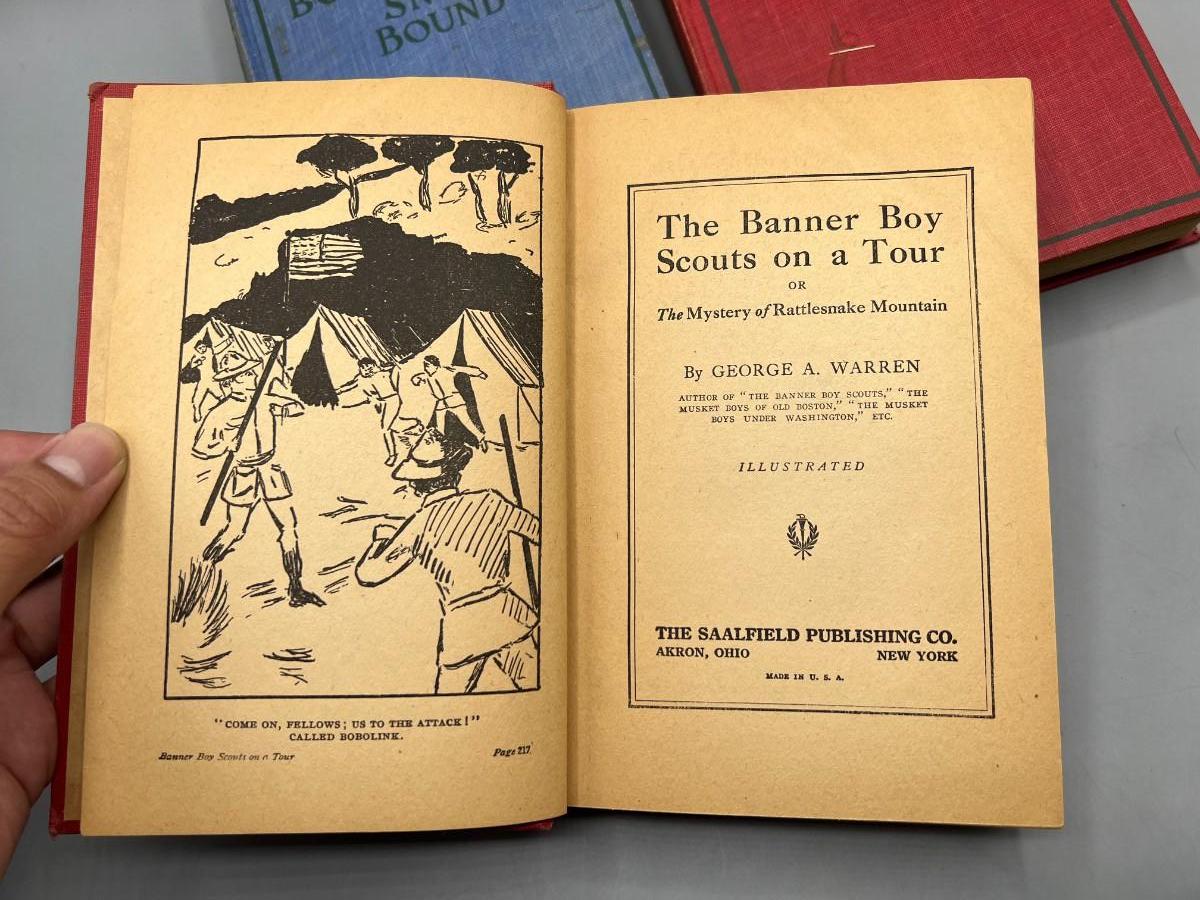 SNOW
BOUND
"COME ON, FELLOWS; US TO THE ATTACK!"
CALLED BOBOLINK.
Banner Boy Scouts on a Tour
Page 217
The Banner Boy
Scouts on a Tour
OR
The Mystery of Rattlesnake Mountain
By GEORGE A. WARREN
AUTHOR OF "THE BANNER BOY SCOUTS," "THE
MUSKET BOYS OF OLD BOSTON," "THE MUSKET
BOYS UNDER WASHINGTON," ETC.
ILLUSTRATED
THE SAALFIELD PUBLISHING CO.
AKRON, OHIO NEW YORK
MADE IN U. S. A.